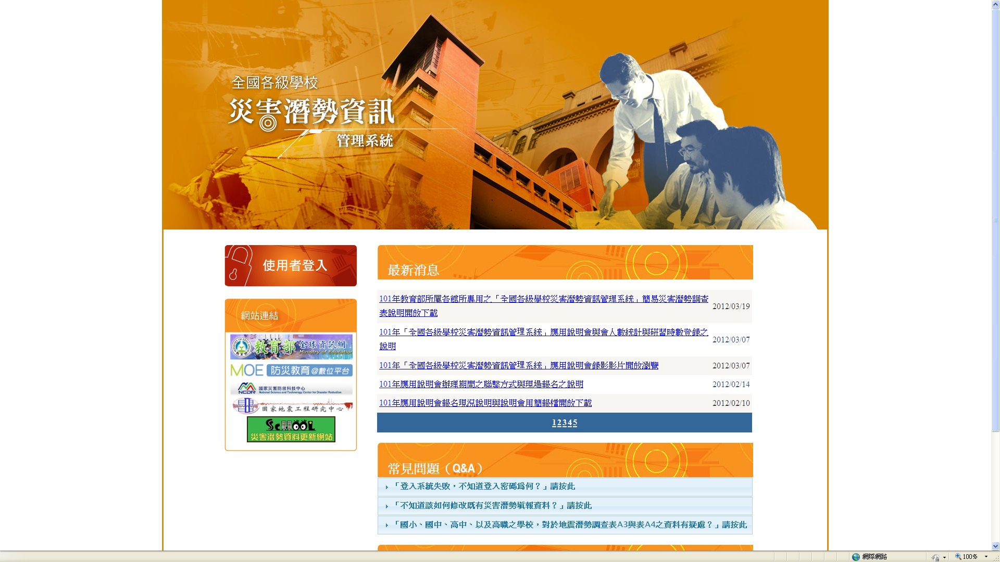 全國各級學校
災害潛勢資訊
管理系統
使用者登入
網站連結
教育部 全球資訊網
Ministry of Education
MOE 防災教育@數位平台
NCDR 國家災害防救科技中心
National Science and Technology Center for Disaster Reduction
國家地震工程研究中心
SCHOOL
災害潛勢資料更新網站
最新消息
101年教育部所屬各館所專用之「全國各級學校災害潛勢資訊管理系統」簡易災害潛勢調查
表說明開放下載
2012/03/19
101年「全國各級學校災害潛勢資訊管理系統」應用說明會與會人數統計與研習時數登錄之
說明
2012/03/07
101年「全國各級學校災害潛勢資訊管理系統」應用說明會錄影影片開放瀏覽 2012/03/07
101年應用說明會辦理期間之聯繫方式與現場報名之說明 2012/02/14
101年應用說明會報名現況說明與說明會用簡報檔開放下載 2012/02/10
12345
常見問題（Q&A）
「登入系統失敗，不知道登入密碼為何？」請按此
「不知道該如何修改既有災害潛勢填報資料？」請按此
「國小、國中、高中、以及高職之學校，對於地震潛勢調查表A3與表A4之資料有疑慮？」請按此
網際網路 100%